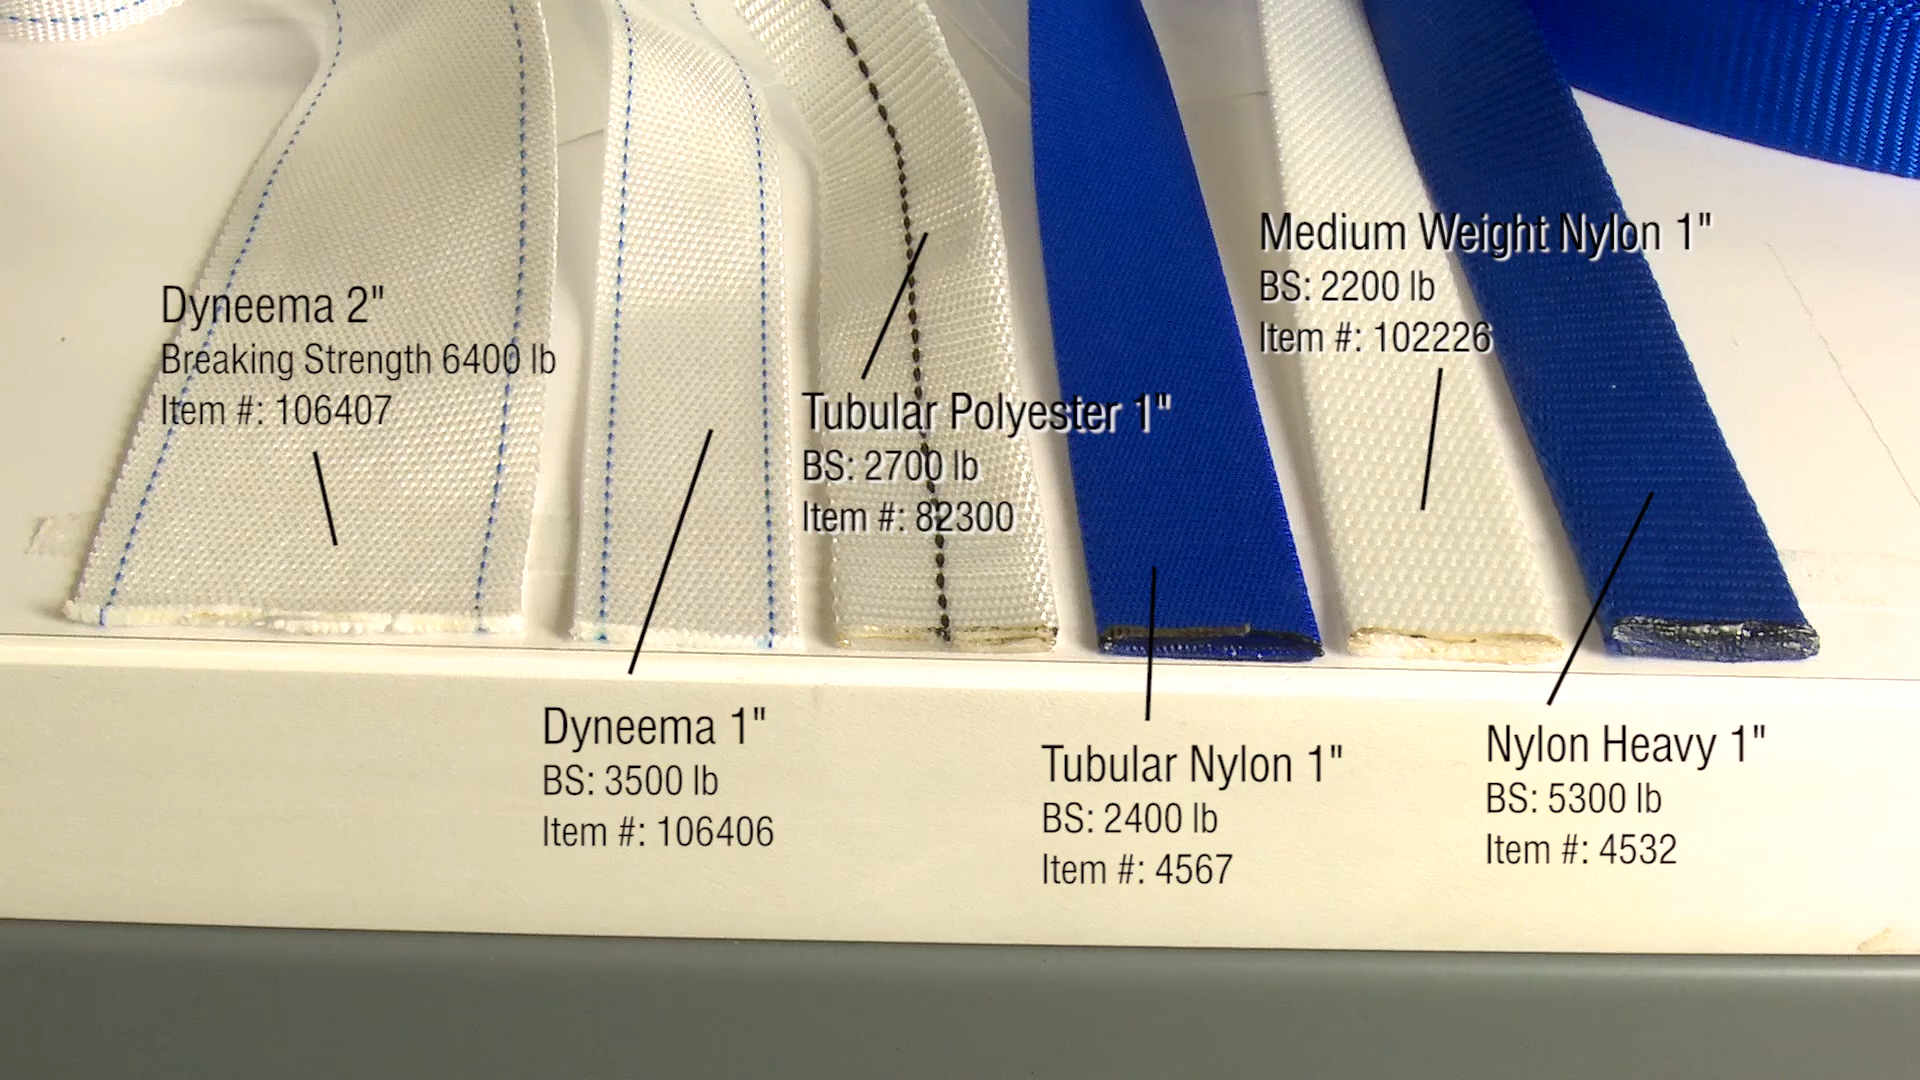 Dyneema 2"
Breaking Strength 6400 lb
Item #: 106407
Dyneema 1"
BS: 3500 lb
Item #: 106406
Tubular Polyester 1"
BS: 2700 lb
Item #: 82300
Tubular Nylon 1"
BS: 2400 lb
Item #: 4567
Medium Weight Nylon 1"
BS: 2200 lb
Item #: 102226
Nylon Heavy 1"
BS: 5300 lb
Item #: 4532